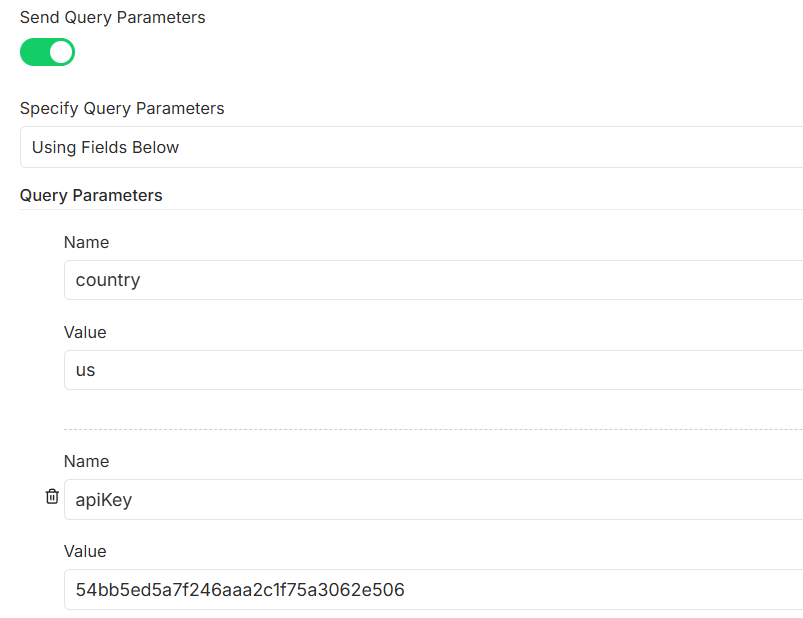 Send Query Parameters
Specify Query Parameters
Using Fields Below
Query Parameters
Name
country
Value
us
Name
apiKey
Value
54bb5ed5a7f246aaa2c1f75a3062e506